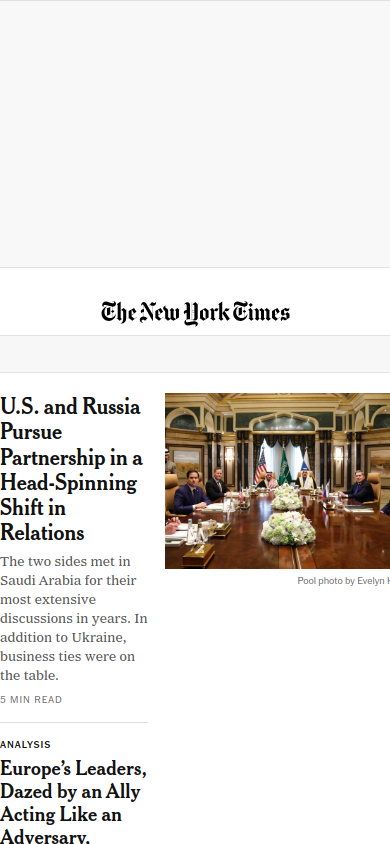 The New York Times
U.S. and Russia
Pursue
Partnership in a
Head-Spinning
Shift in
Relations
The two sides met in
Saudi Arabia for their
most extensive
discussions in years. In
addition to Ukraine,
business ties were on
the table.
5 MIN READ
Pool photo by Evelyn H
ANALYSIS
Europe’s Leaders,
Dazed by an Ally
Acting Like an
Adversary,